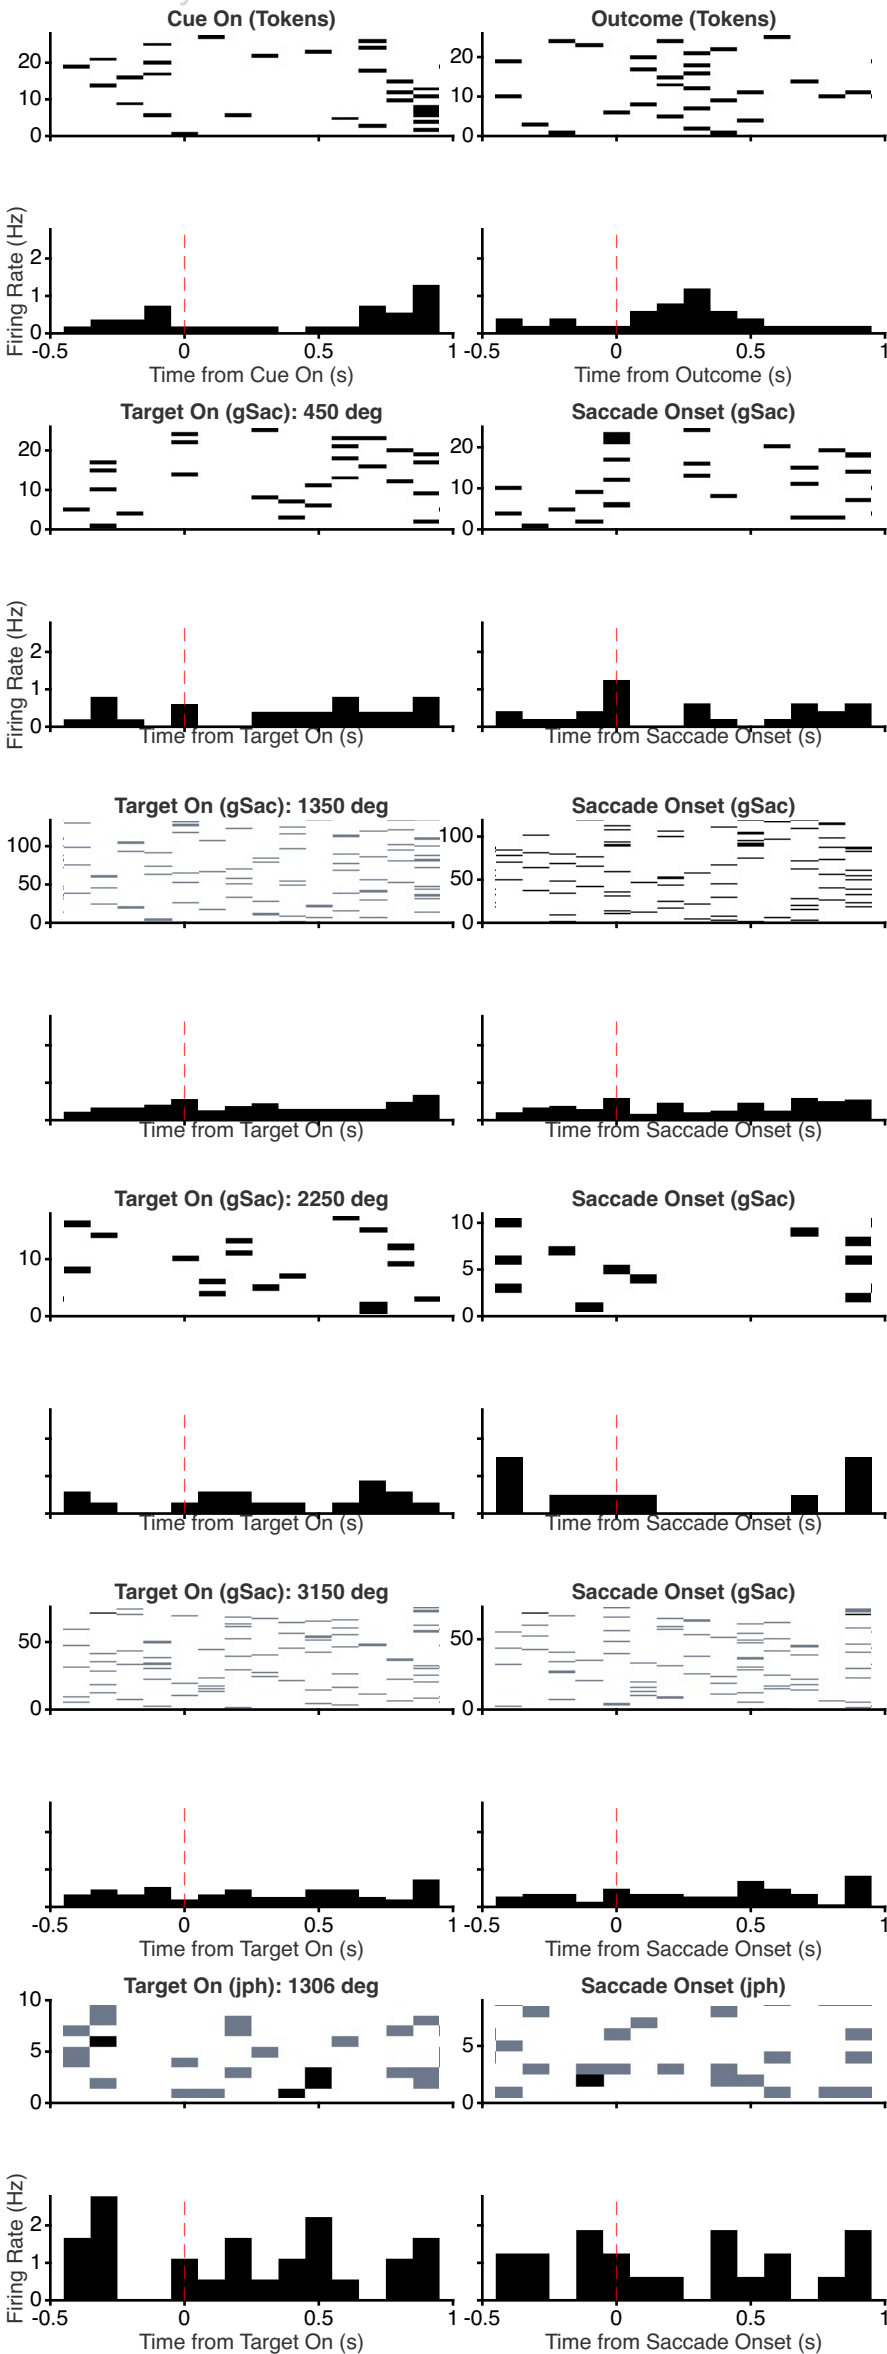 Cue On (Tokens) Outcome (Tokens)
20 20
10 10
0 0
Firing Rate (Hz)
2
1
0
-0.5 0 0.5 1 -0.5 0 0.5 1
Time from Cue On (s) Time from Outcome (s)
Target On (gSac): 450 deg Saccade Onset (gSac)
20 20
10 10
0 0
Firing Rate (Hz)
2
1
0
Time from Target On (s) Time from Saccade Onset (s)
Target On (gSac): 1350 deg Saccade Onset (gSac)
100 100
50 50
0 0
Time from Target On (s) Time from Saccade Onset (s)
Target On (gSac): 2250 deg Saccade Onset (gSac)
10 10
5
0 0
Time from Target On (s) Time from Saccade Onset (s)
Target On (gSac): 3150 deg Saccade Onset (gSac)
50 50
0 0
-0.5 0 0.5 1 -0.5 0 0.5 1
Time from Target On (s) Time from Saccade Onset (s)
Target On (jph): 1306 deg Saccade Onset (jph)
10
5 5
0 0
Firing Rate (Hz)
2
1
0
-0.5 0 0.5 1 -0.5 0 0.5 1
Time from Target On (s) Time from Saccade Onset (s)